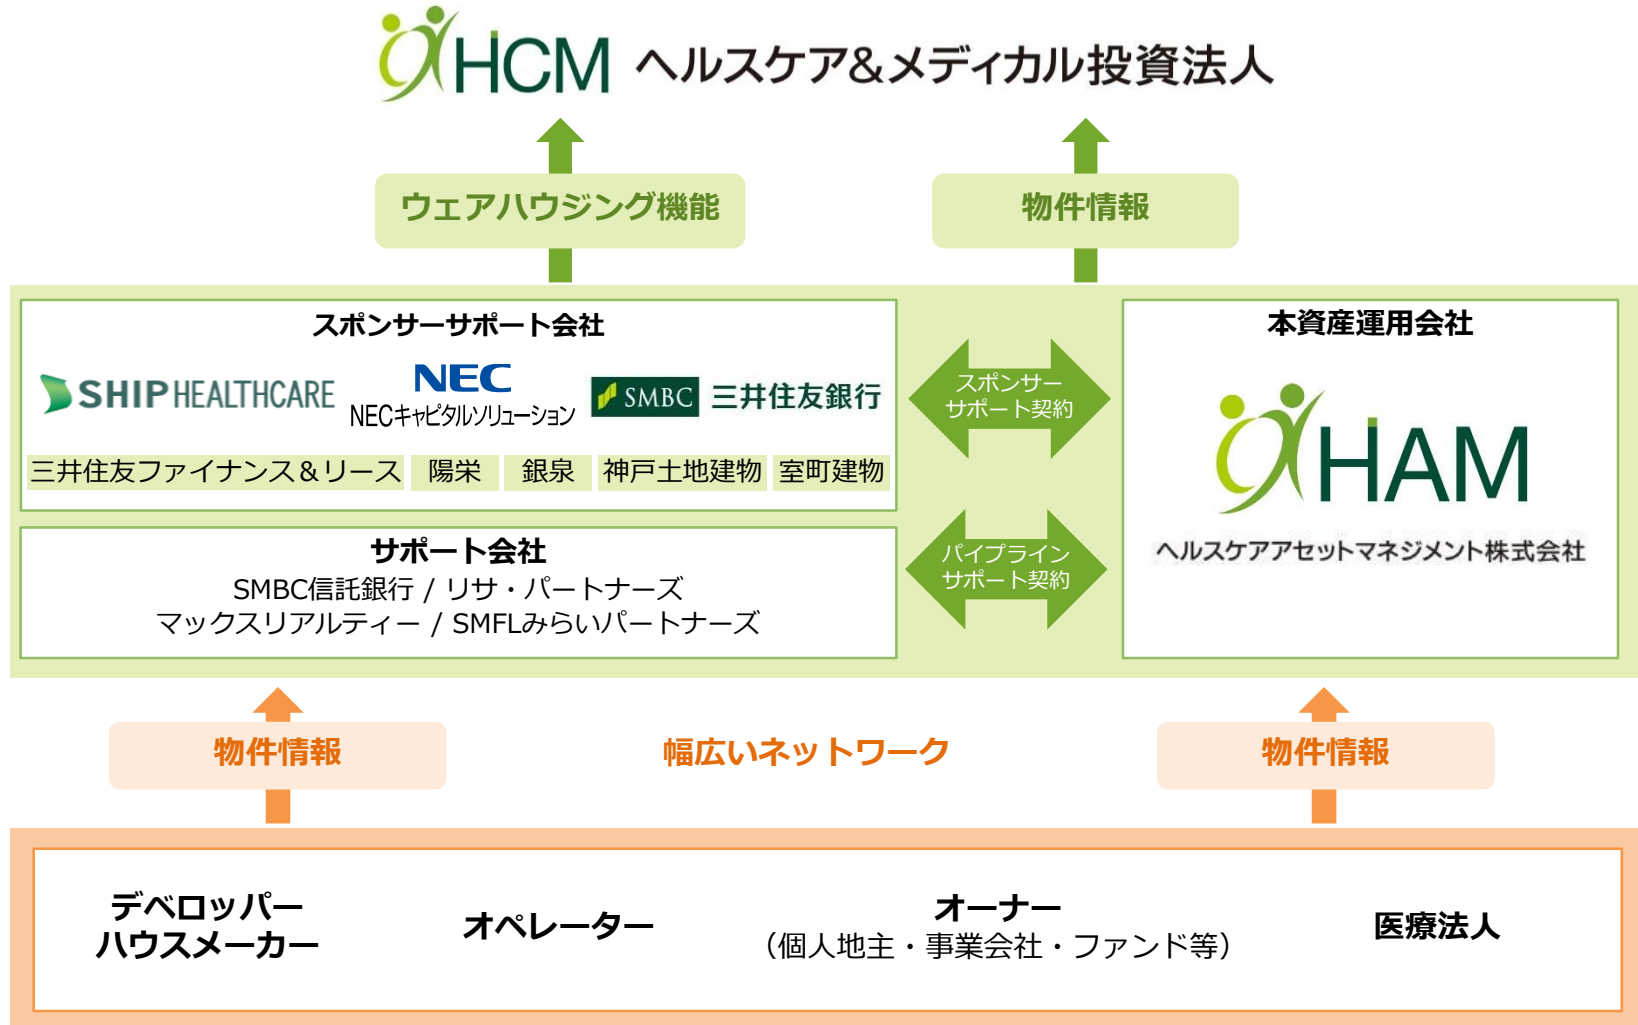 HCM ヘルスケア&メディカル投資法人
ウェアハウジング機能
物件情報
スポンサーサポート会社
SHIP HEALTHCARE
NEC
NECキャピタルソリューション
SMBC 三井住友銀行
三井住友ファイナンス＆リース
陽栄
銀泉
神戸土地建物
室町建物
サポート会社
SMBC信託銀行 / リサ・パートナーズ
マックスリアルティー / SMFLみらいパートナーズ
スポンサー
サポート契約
パイプライン
サポート契約
本資産運用会社
HAM
ヘルスケアアセットマネジメント株式会社
物件情報
幅広いネットワーク
物件情報
デベロッパー
ハウスメーカー
オペレーター
オーナー
（個人地主・事業会社・ファンド等）
医療法人